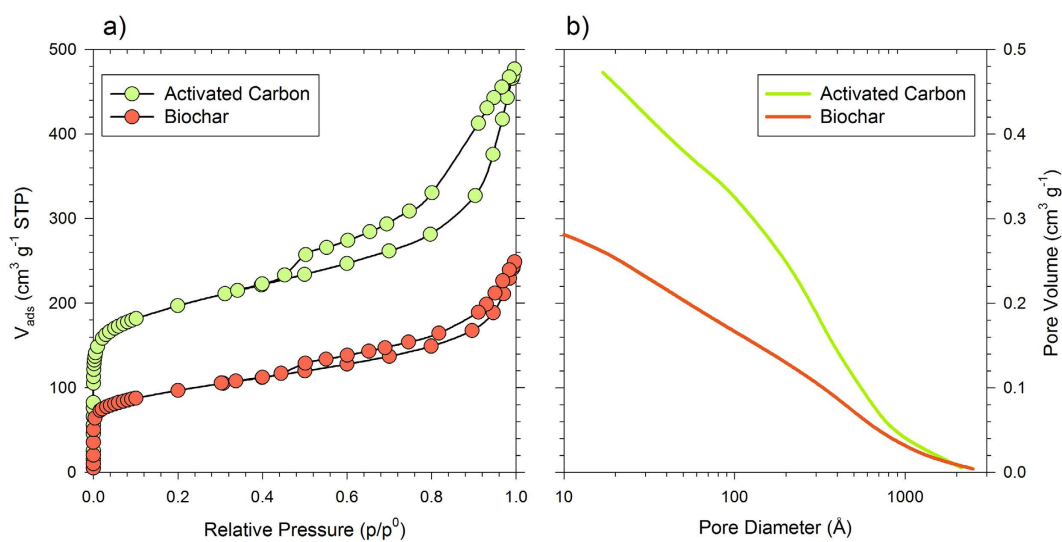 a)
b)
500
400
300
200
100
0
V_ads (cm³ g⁻¹ STP)
Activated Carbon
Biochar
0.0 0.2 0.4 0.6 0.8 1.0
Relative Pressure (p/p⁰)
Activated Carbon
Biochar
0.5
0.4
0.3
0.2
0.1
0.0
Pore Volume (cm³ g⁻¹)
10 100 1000
Pore Diameter (Å)